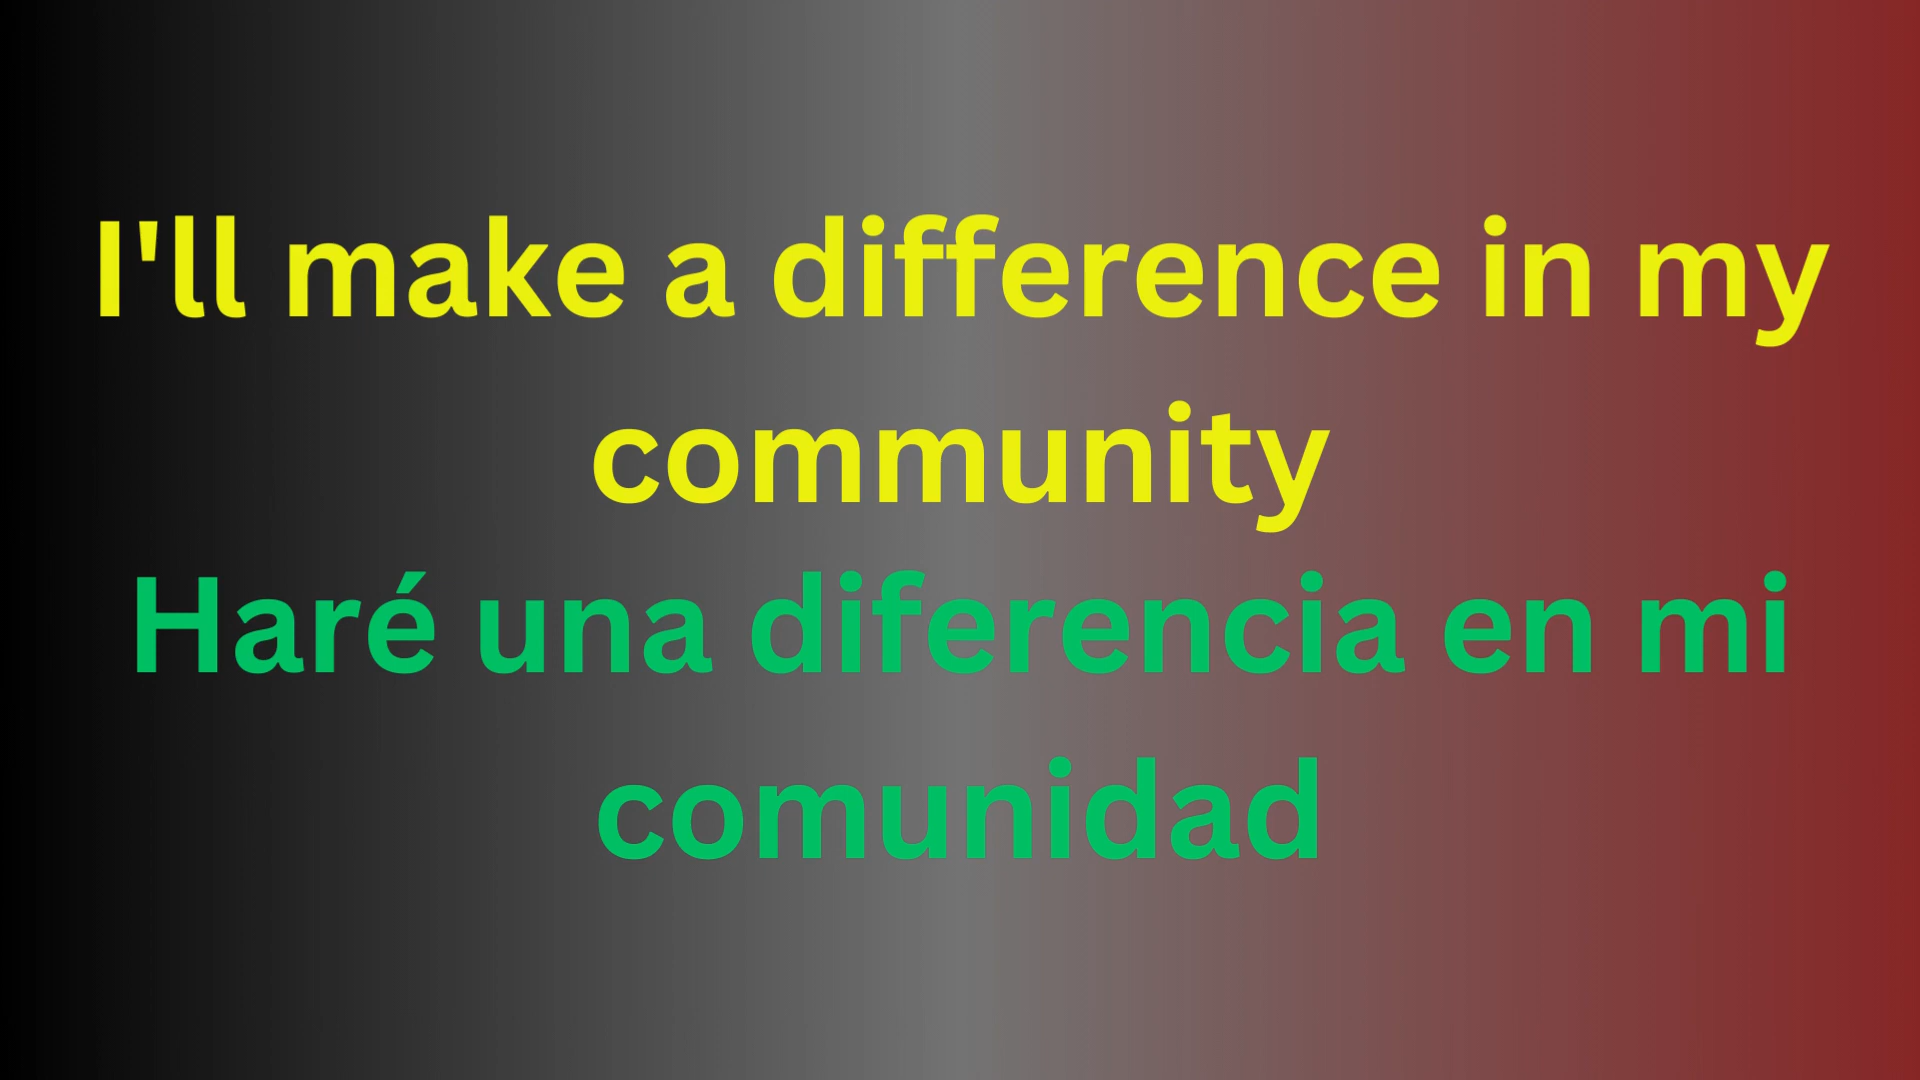 I'll make a difference in my
community
Haré una diferencia en mi
comunidad